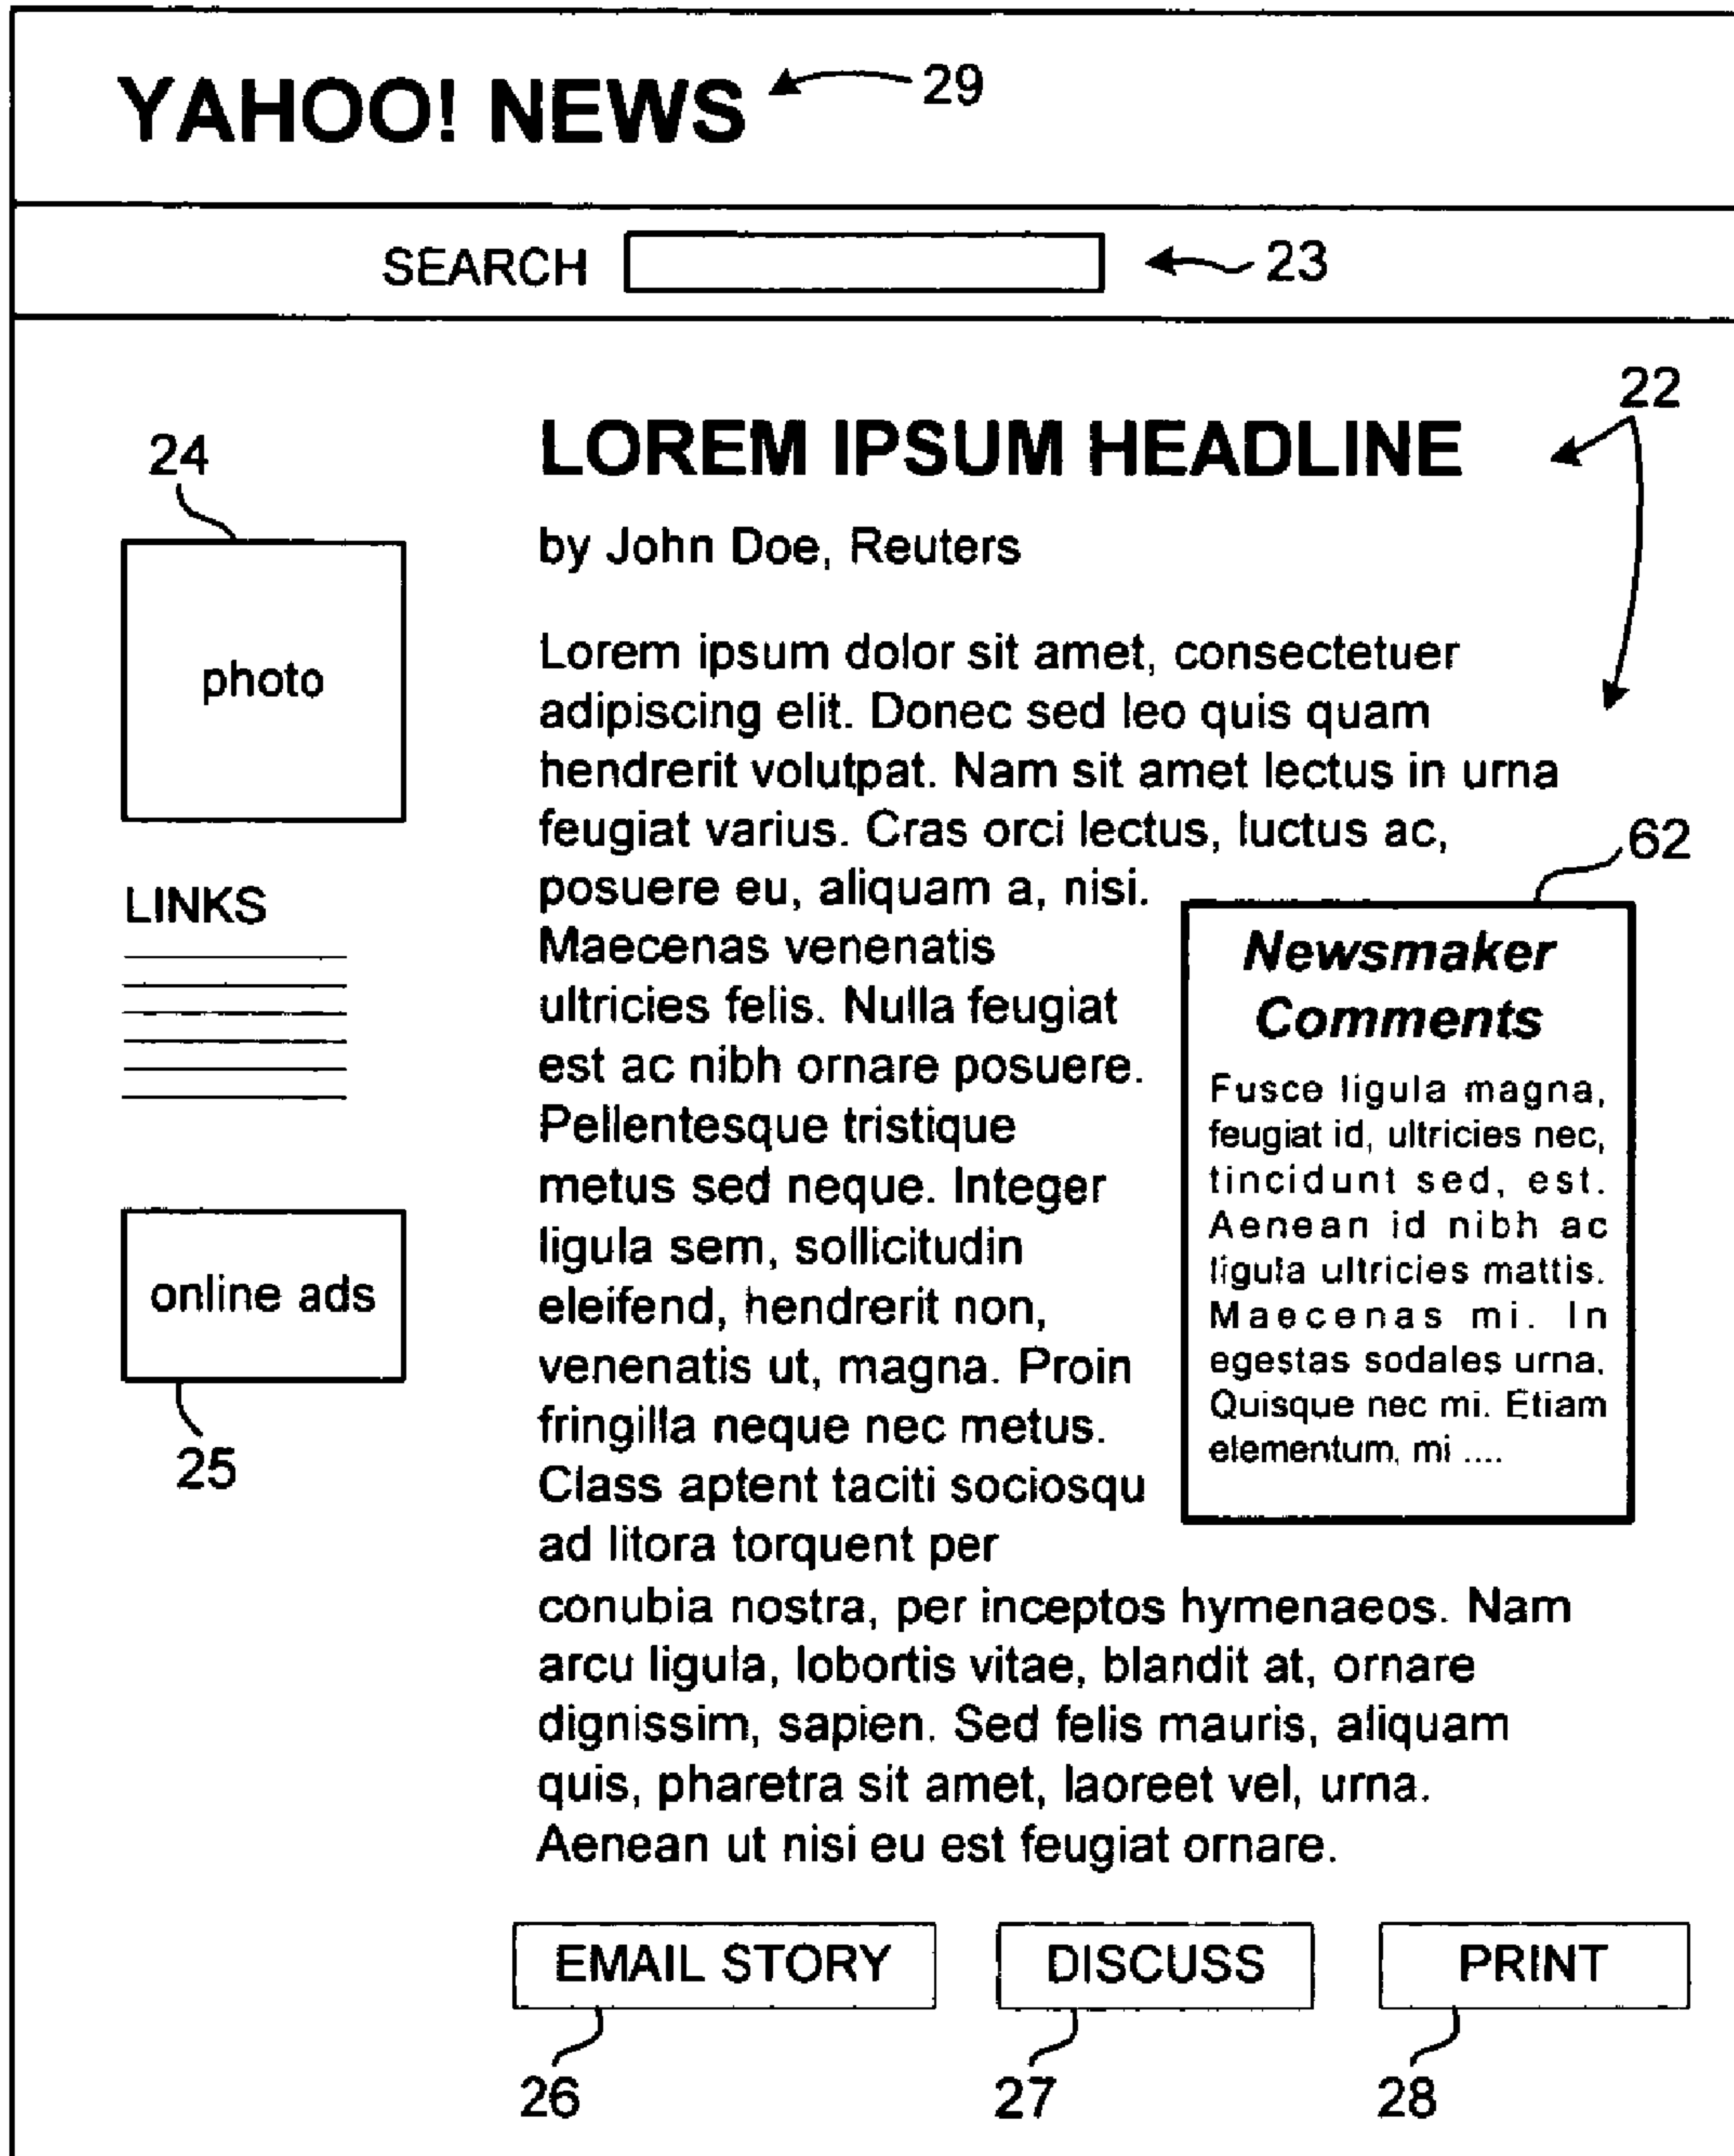 YAHOO! NEWS
29
SEARCH
23
22
24
photo
LINKS
online ads
25
LOREM IPSUM HEADLINE
by John Doe, Reuters
Lorem ipsum dolor sit amet, consectetuer
adipiscing elit. Donec sed leo quis quam
hendrerit volutpat. Nam sit amet lectus in urna
feugiat varius. Cras orci lectus, luctus ac,
posuere eu, aliquam a, nisi.
Maecenas venenatis
ultricies felis. Nulla feugiat
est ac nibh ornare posuere.
Pellentesque tristique
metus sed neque. Integer
ligula sem, sollicitudin
eleifend, hendrerit non,
venenatis ut, magna. Proin
fringilla neque nec metus.
Class aptent taciti sociosqu
ad litora torquent per
conubia nostra, per inceptos hymenaeos. Nam
arcu ligula, lobortis vitae, blandit at, ornare
dignissim, sapien. Sed felis mauris, aliquam
quis, pharetra sit amet, laoreet vel, urna.
Aenean ut nisi eu est feugiat ornare.
62
Newsmaker
Comments
Fusce ligula magna,
feugiat id, ultricies nec,
tincidunt sed, est.
Aenean id nibh ac
ligula ultricies mattis.
Maecenas mi. In
egestas sodales urna.
Quisque nec mi. Etiam
elementum, mi ....
EMAIL STORY
DISCUSS
PRINT
26
27
28